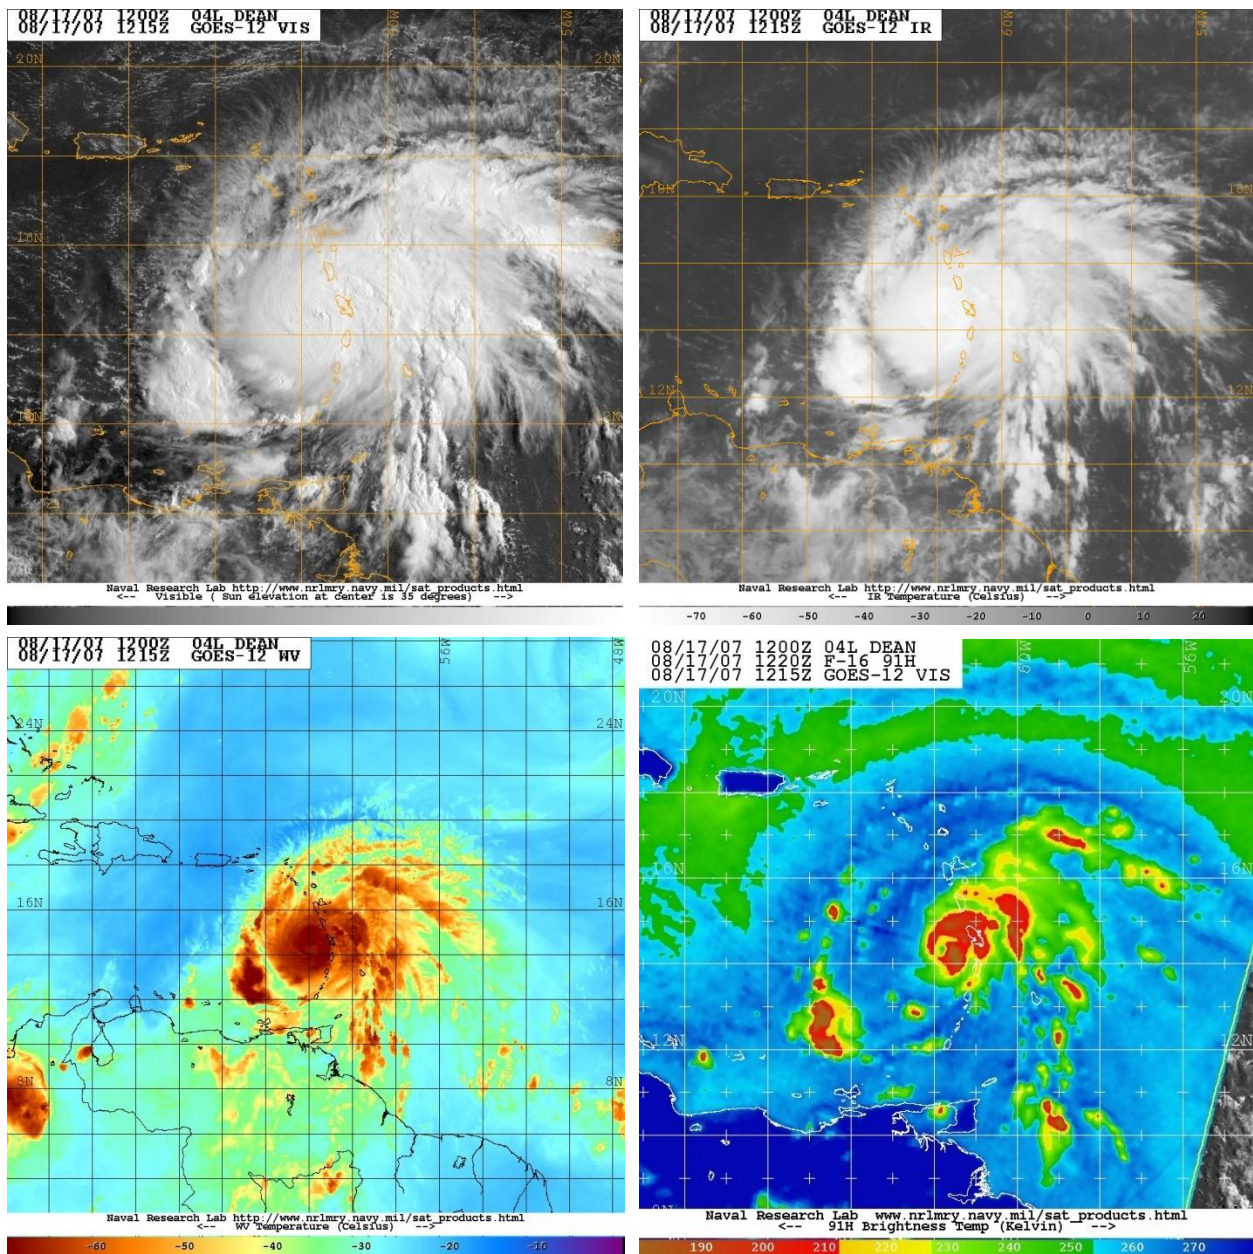 08/17/07 1200Z 04L DEAN
08/17/07 1215Z GOES-12 VIS
60W
56W
20N
20N
16N
12N
Naval Research Lab http://www.nrlmry.navy.mil/sat_products.html
<-- Visible ( Sun elevation at center is 35 degrees) -->
08/17/07 1200Z 04L DEAN
08/17/07 1215Z GOES-12 IR
60W
54W
18N
18N
12N
12N
Naval Research Lab http://www.nrlmry.navy.mil/sat_products.html
<-- IR Temperature (Celsius) -->
-70 -60 -50 -40 -30 -20 -10 0 10 20
08/17/07 1200Z 04L DEAN
08/17/07 1215Z GOES-12 WV
56W
48W
24N
24N
16N
16N
8N
8N
Naval Research Lab http://www.nrlmry.navy.mil/sat_products.html
<-- WV Temperature (Celsius) -->
-60 -50 -40 -30 -20 -10
08/17/07 1200Z 04L DEAN
08/17/07 1220Z F-16 91H
08/17/07 1215Z GOES-12 VIS
60W
56W
20N
20N
16N
16N
12N
12N
Naval Research Lab www.nrlmry.navy.mil/sat_products.html
<-- 91H Brightness Temp (Kelvin) -->
190 200 210 220 230 240 250 260 270